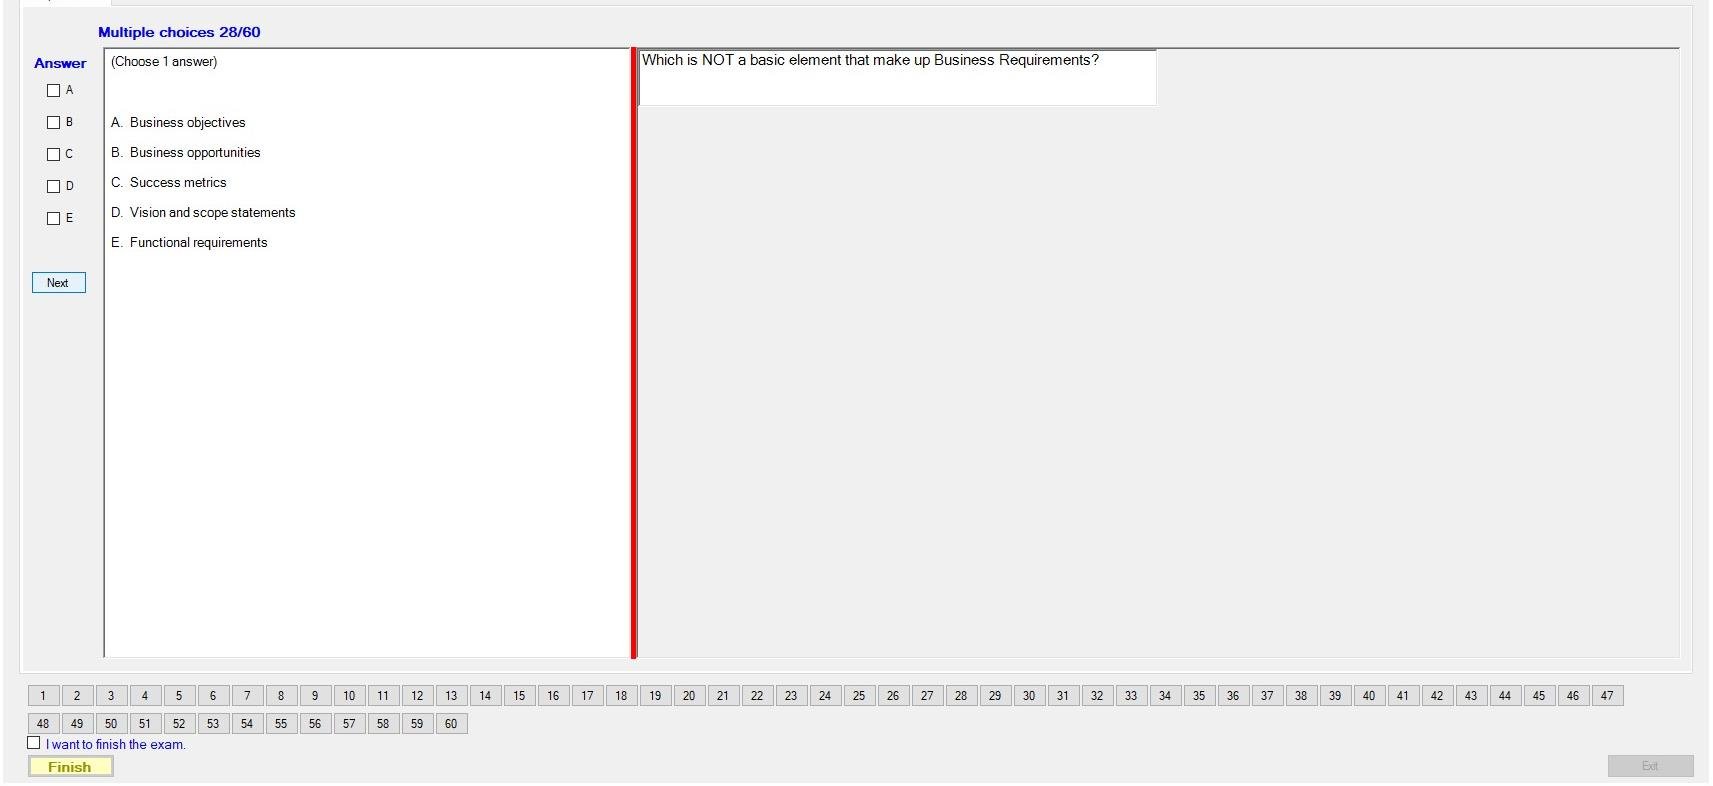 Multiple choices 28/60
Answer
(Choose 1 answer)
Which is NOT a basic element that make up Business Requirements?
A
B
C
D
E
A. Business objectives
B. Business opportunities
C. Success metrics
D. Vision and scope statements
E. Functional requirements
Next
1 2 3 4 5 6 7 8 9 10 11 12 13 14 15 16 17 18 19 20 21 22 23 24 25 26 27 28 29 30 31 32 33 34 35 36 37 38 39 40 41 42 43 44 45 46 47
48 49 50 51 52 53 54 55 56 57 58 59 60
I want to finish the exam.
Finish
Exit